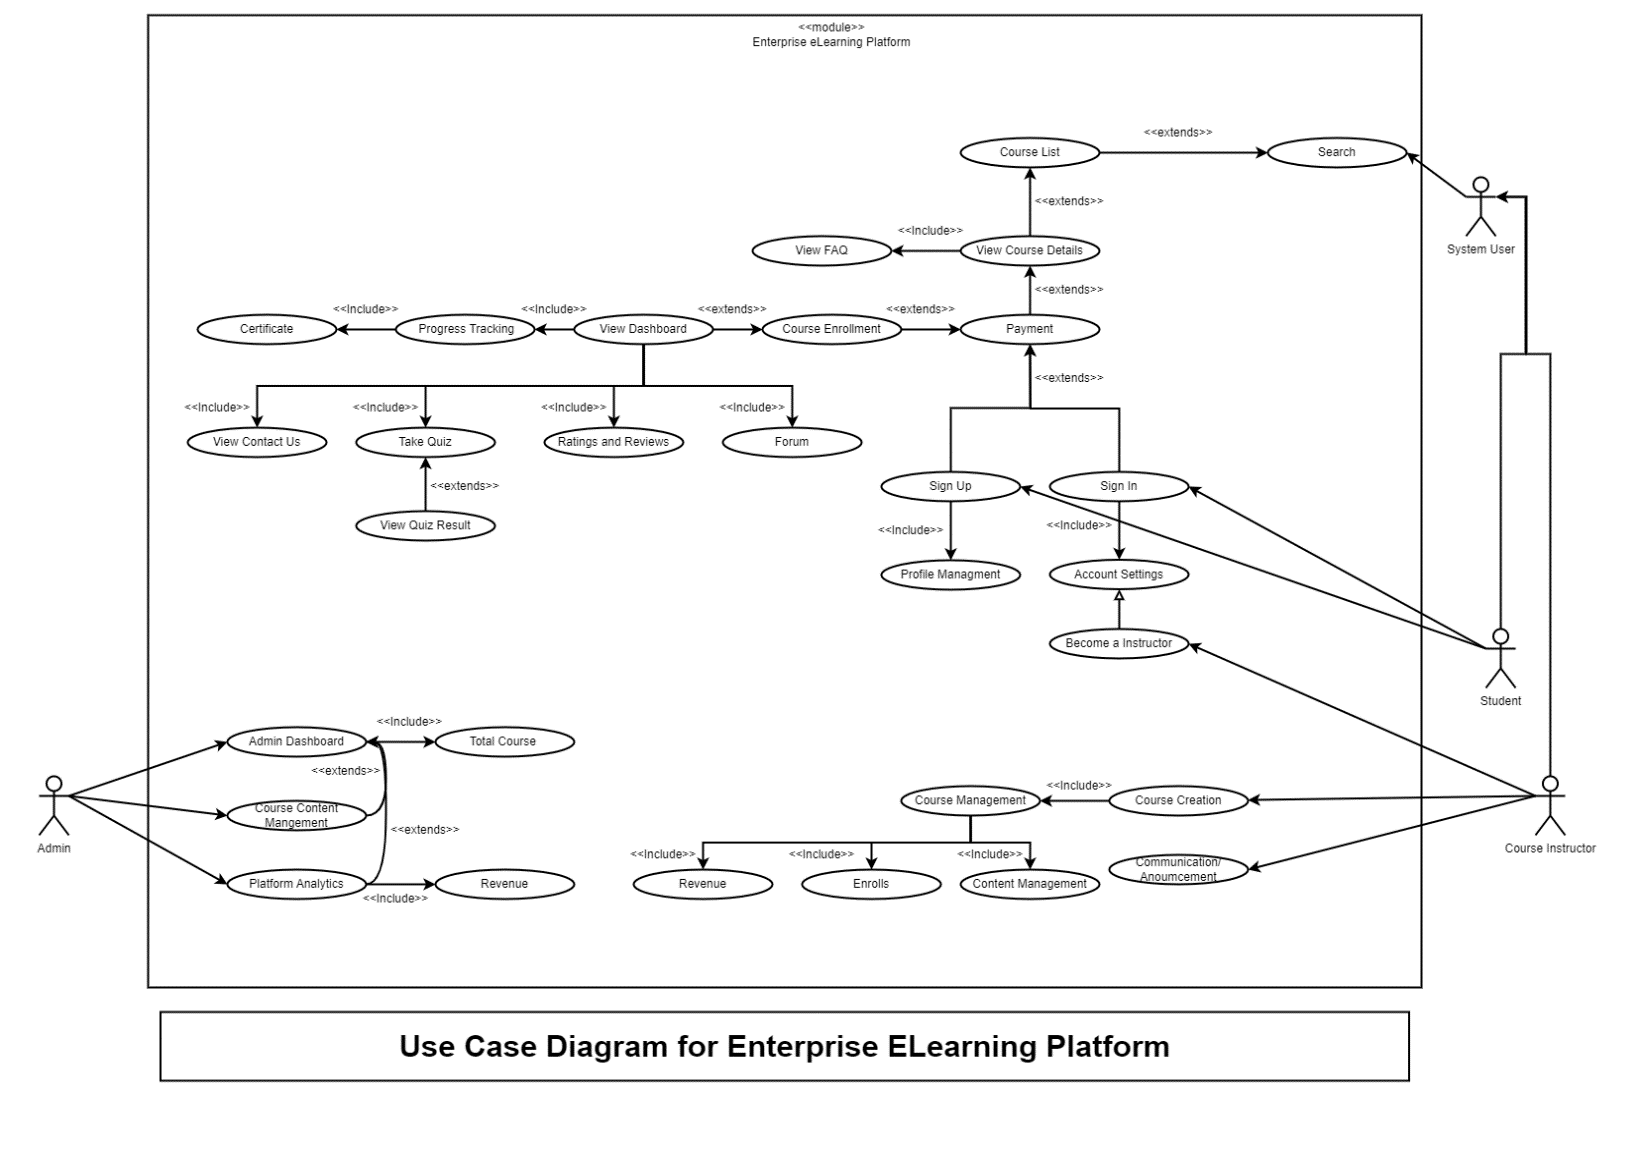 <<module>>
Enterprise eLearning Platform
<<extends>>
Course List
Search
<<extends>>
System User
<<Include>>
View FAQ
View Course Details
<<extends>>
<<Include>>
<<Include>>
<<extends>>
<<extends>>
Certificate
Progress Tracking
View Dashboard
Course Enrollment
Payment
<<extends>>
<<Include>>
<<Include>>
<<Include>>
<<Include>>
View Contact Us
Take Quiz
Ratings and Reviews
Forum
<<extends>>
View Quiz Result
Sign Up
Sign In
<<Include>>
<<Include>>
Profile Managment
Account Settings
Become a Instructor
Student
<<Include>>
Admin Dashboard
Total Course
<<extends>>
Course Content
Mangement
<<extends>>
Admin
Platform Analytics
Revenue
<<Include>>
Course Management
<<Include>>
Course Creation
<<Include>>
<<Include>>
<<Include>>
Revenue
Enrolls
Content Management
Communication/
Anoumcement
Course Instructor
Use Case Diagram for Enterprise ELearning Platform